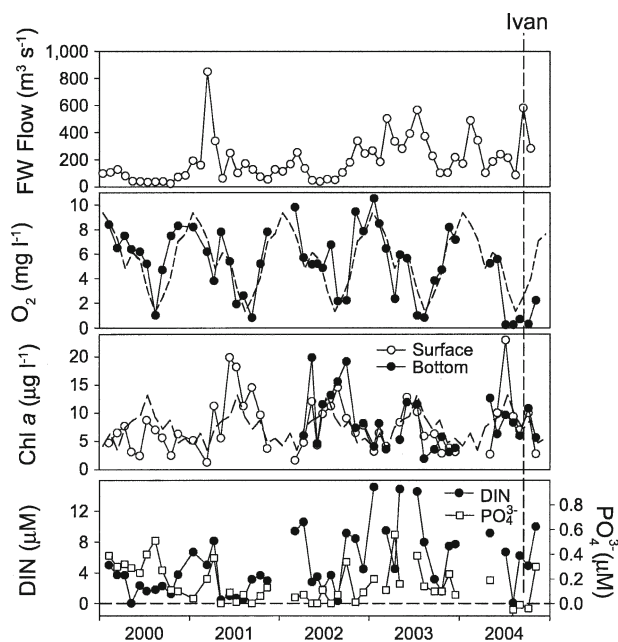 Ivan
FW Flow (m³ s⁻¹)
1,000
800
600
400
200
0
O₂ (mg l⁻¹)
10
8
6
4
2
0
Chl a (µg l⁻¹)
20
15
10
5
0
Surface
Bottom
DIN (µM)
12
8
4
0
DIN
PO₄³⁻
0.8
0.6
0.4
0.2
0.0
PO₄³⁻ (µM)
2000 2001 2002 2003 2004